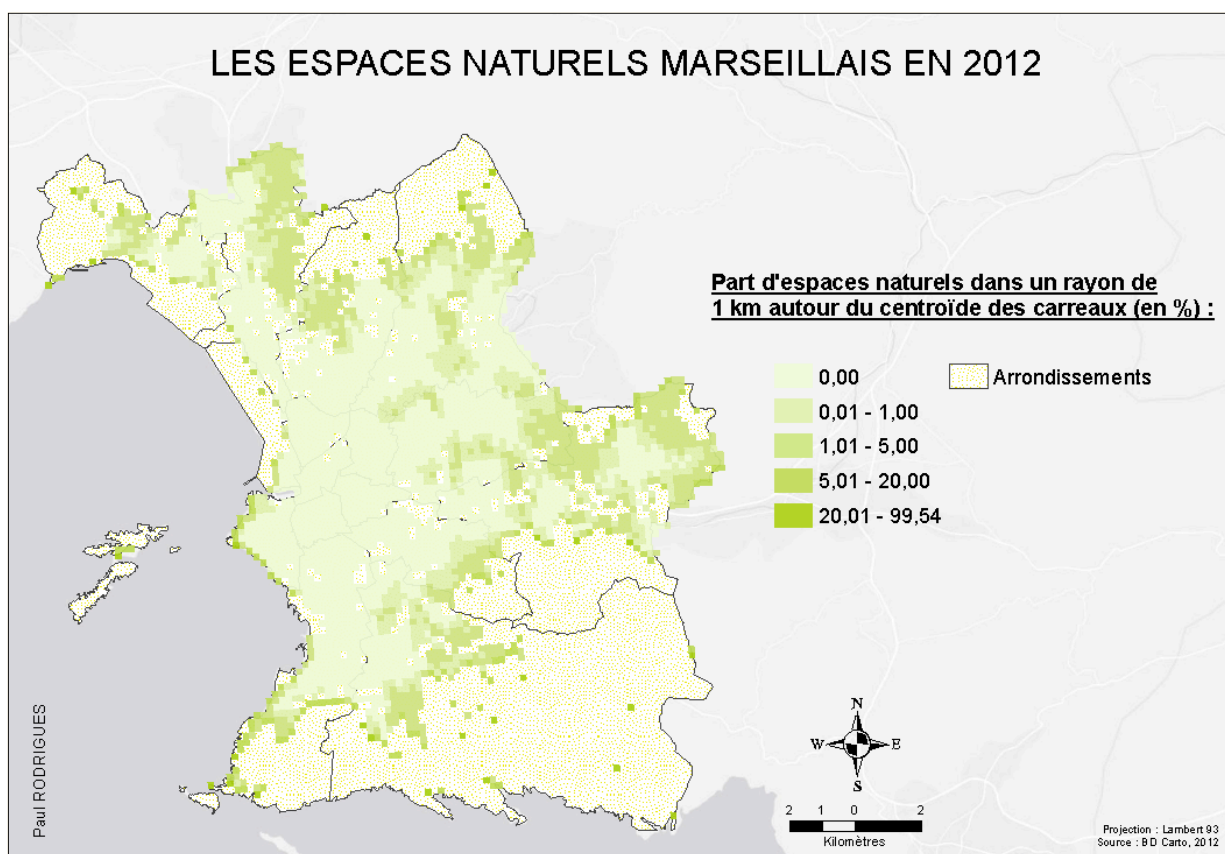 LES ESPACES NATURELS MARSEILLAIS EN 2012
Part d'espaces naturels dans un rayon de
1 km autour du centroïde des carreaux (en %) :
0,00
Arrondissements
0,01 - 1,00
1,01 - 5,00
5,01 - 20,00
20,01 - 99,54
N
W
E
S
2 1 0 2
Kilomètres
Paul RODRIGUES
Projection : Lambert 93
Source : BD Carto, 2012